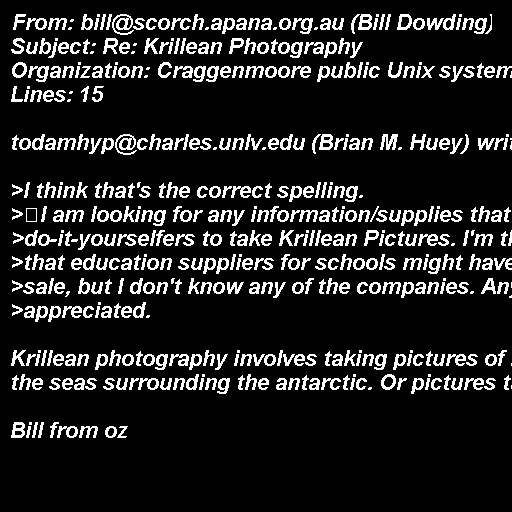 From: bill@scorch.apana.org.au (Bill Dowding)
Subject: Re: Krillean Photography
Organization: Craggenmoore public Unix system
Lines: 15
todamhyp@charles.unlv.edu (Brian M. Huey)
>I think that's the correct spelling.
>I am looking for any information/supplies that
>do-it-yourselfers to take Krillean Pictures. I'm
>that education suppliers for schools might have
>sale, but I don't know any of the companies.
>appreciated.
Krillean photography involves taking pictures of
the seas surrounding the antarctic. Or pictures
Bill from oz